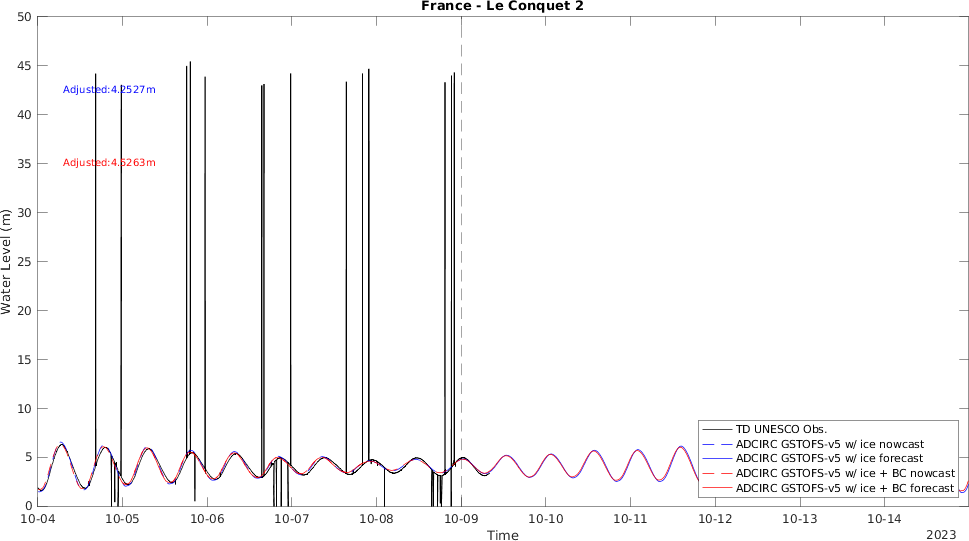 France - Le Conquet 2
50
45
40
35
30
25
20
15
10
5
0
Water Level (m)
Adjusted:4.2527m
Adjusted:4.5263m
TD UNESCO Obs.
ADCIRC GSTOFS-v5 w/ ice nowcast
ADCIRC GSTOFS-v5 w/ ice forecast
ADCIRC GSTOFS-v5 w/ ice + BC nowcast
ADCIRC GSTOFS-v5 w/ ice + BC forecast
10-04 10-05 10-06 10-07 10-08 10-09 10-10 10-11 10-12 10-13 10-14
Time
2023